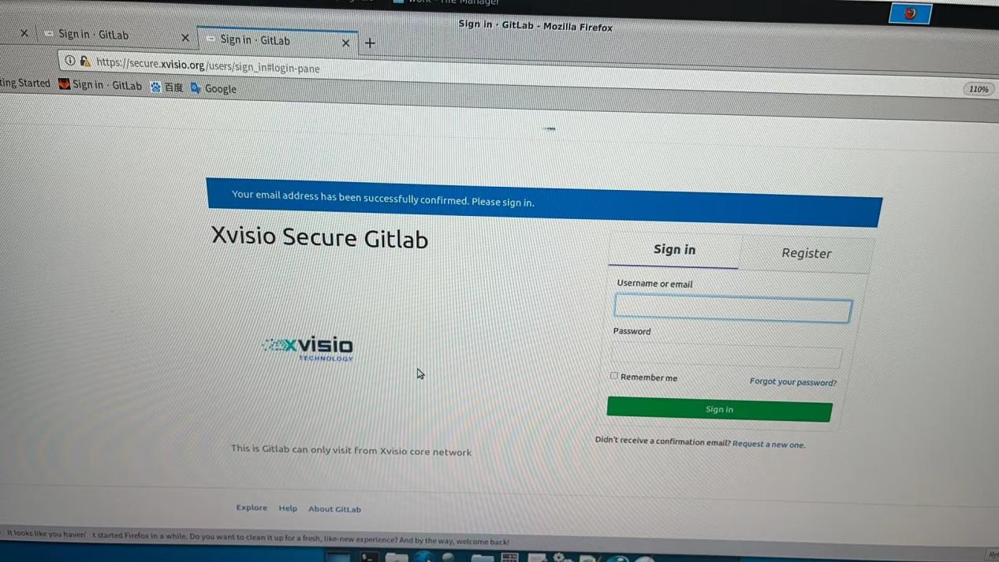 Sign in · GitLab - Mozilla Firefox
Sign in · GitLab
Sign in · GitLab
https://secure.xvisio.org/users/sign_in#login-pane
110%
ting Started
Sign in · GitLab
百度
Google
Your email address has been successfully confirmed. Please sign in.
Xvisio Secure Gitlab
xvisio
TECHNOLOGY
This is Gitlab can only visit from Xvisio core network
Sign in
Register
Username or email
Password
Remember me
Forgot your password?
Sign in
Didn't receive a confirmation email? Request a new one.
Explore
Help
About GitLab
It looks like you haven't started Firefox in a while. Do you want to clean it up for a fresh, like-new experience? And by the way, welcome back!